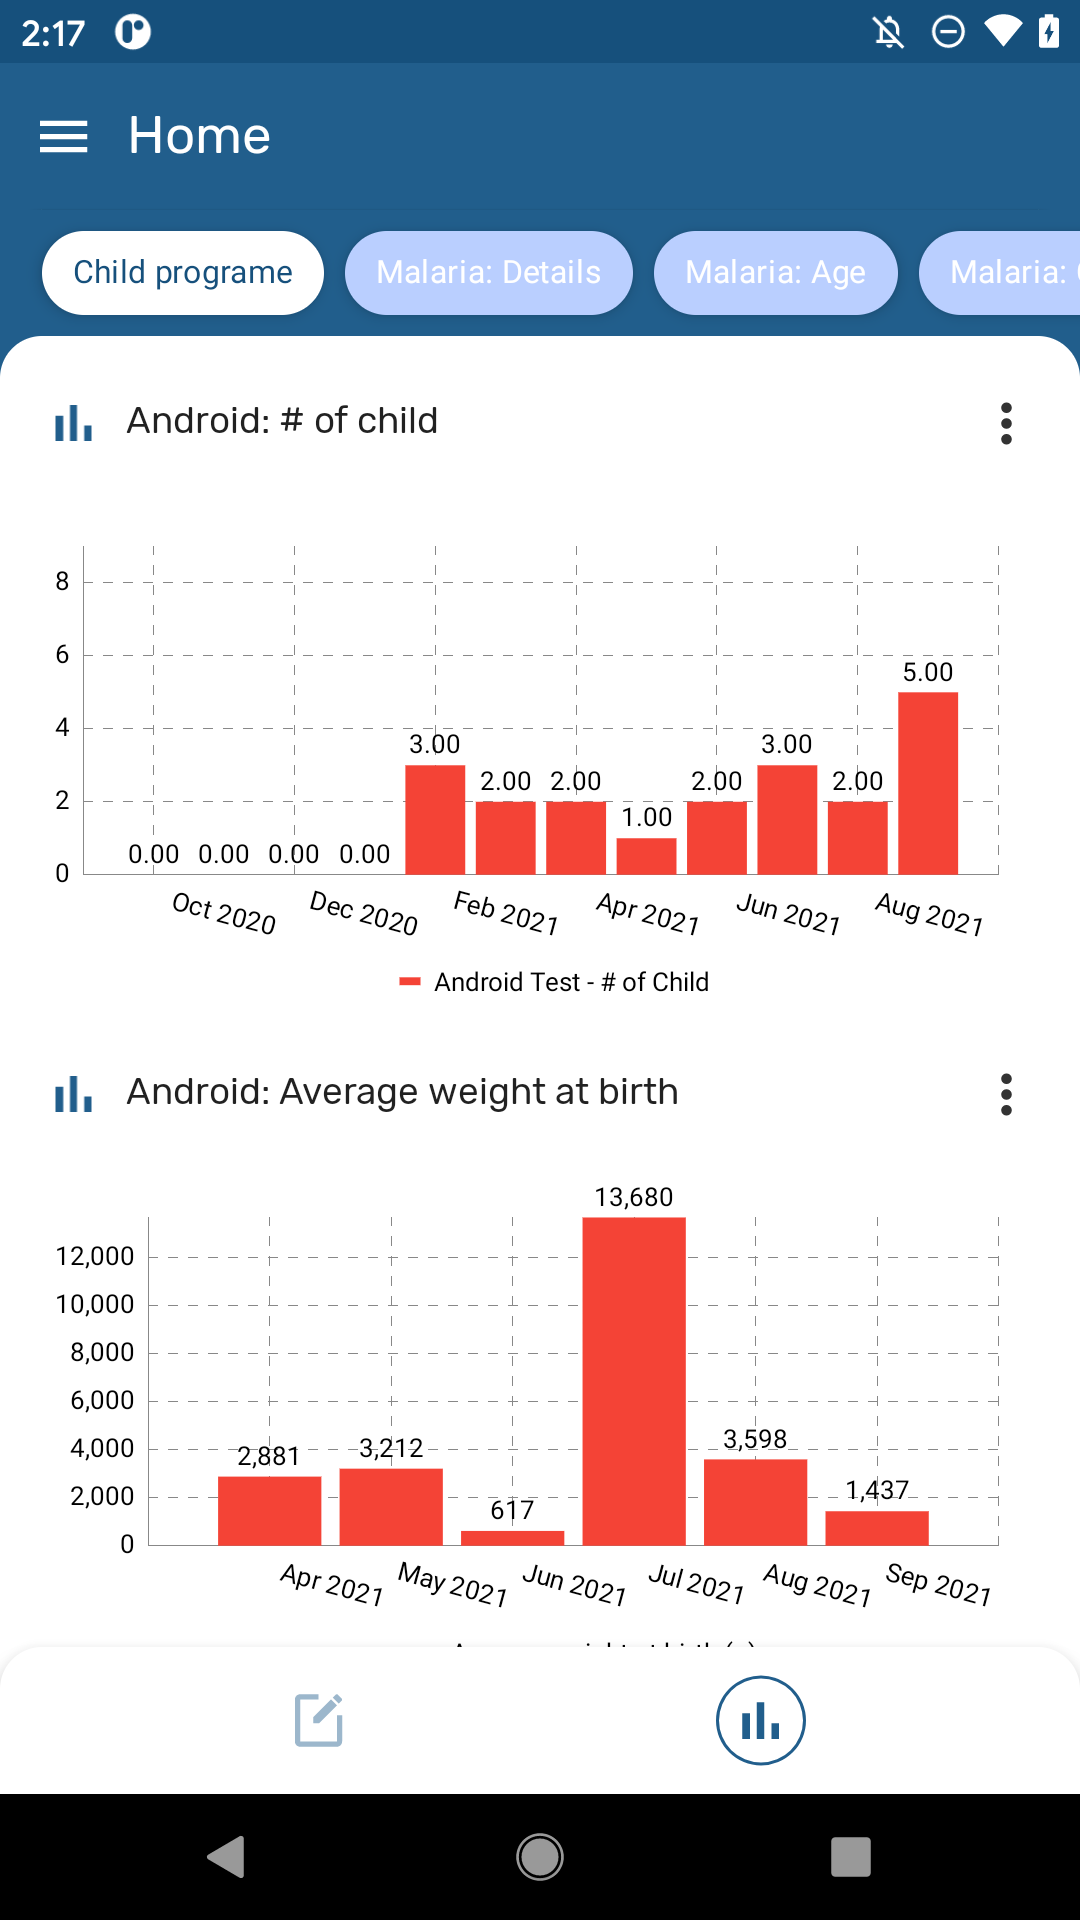 2:17
Home
Child programe
Malaria: Details
Malaria: Age
Malaria:
Android: # of child
8
6
4
2
0
0.00
0.00
0.00
0.00
3.00
2.00
2.00
1.00
2.00
3.00
2.00
5.00
Oct 2020
Dec 2020
Feb 2021
Apr 2021
Jun 2021
Aug 2021
Android Test - # of Child
Android: Average weight at birth
12,000
10,000
8,000
6,000
4,000
2,000
0
2,881
3,212
617
13,680
3,598
1,437
Apr 2021
May 2021
Jun 2021
Jul 2021
Aug 2021
Sep 2021